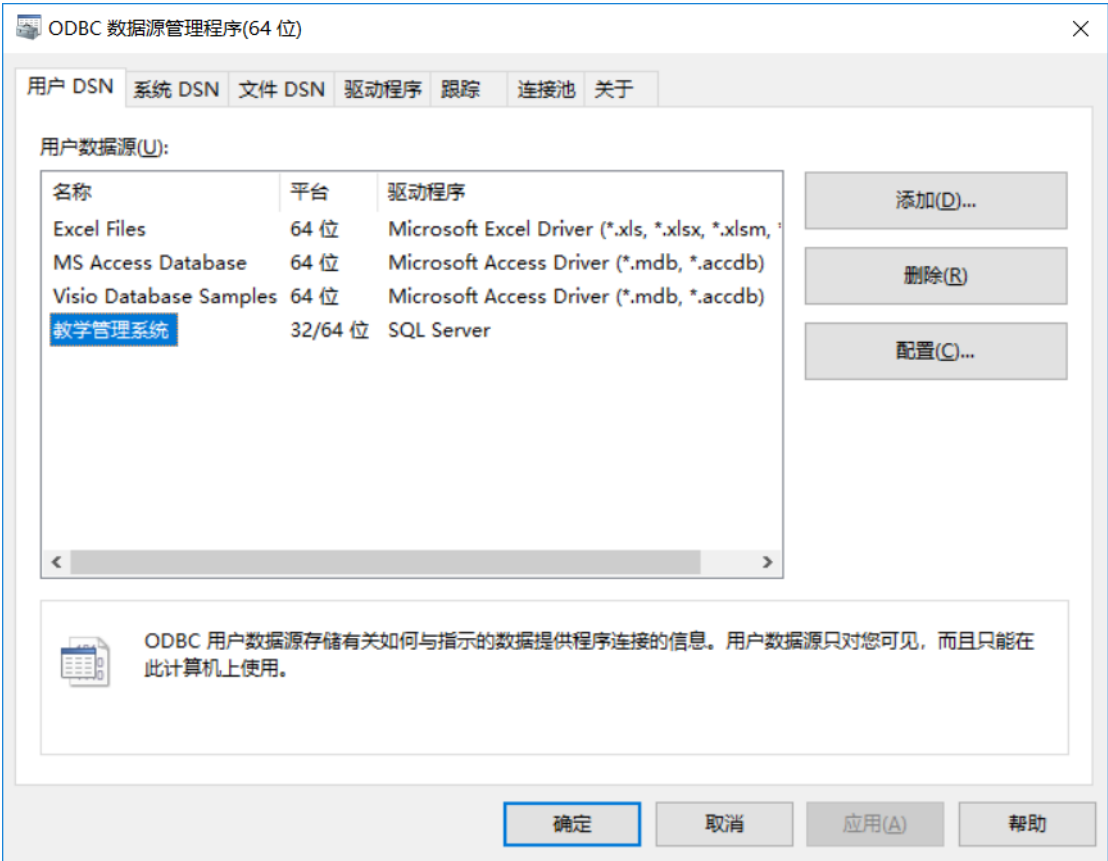 ODBC 数据源管理程序(64 位)
用户 DSN 系统 DSN 文件 DSN 驱动程序 跟踪 连接池 关于
用户数据源(U):
名称 平台 驱动程序
Excel Files 64 位 Microsoft Excel Driver (*.xls, *.xlsx, *.xlsm, *
MS Access Database 64 位 Microsoft Access Driver (*.mdb, *.accdb)
Visio Database Samples 64 位 Microsoft Access Driver (*.mdb, *.accdb)
教学管理系统 32/64 位 SQL Server
添加(D)...
删除(R)
配置(C)...
ODBC 用户数据源存储有关如何与指示的数据提供程序连接的信息。用户数据源只对您可见，而且只能在
此计算机上使用。
确定 取消 应用(A) 帮助